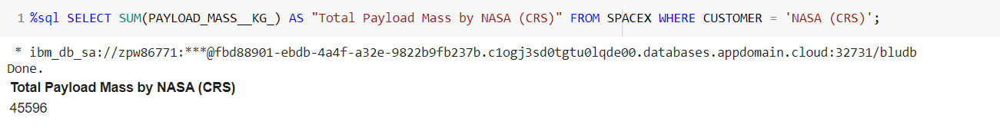 1 %sql SELECT SUM(PAYLOAD_MASS__KG_) AS "Total Payload Mass by NASA (CRS)" FROM SPACEX WHERE CUSTOMER = 'NASA (CRS)';
* ibm_db_sa://zpw86771:***@fbd88901-ebdb-4a4f-a32e-9822b9fb237b.c1ogj3sd0tgtu0lqde00.databases.appdomain.cloud:32731/bludb
Done.
Total Payload Mass by NASA (CRS)
45596